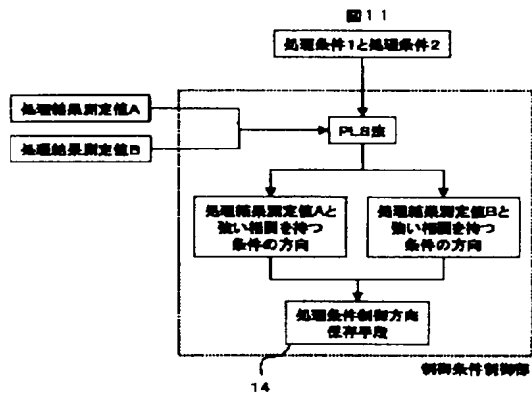 図11
処理条件1と処理条件2
処理結果測定値A
処理結果測定値B
PLS法
処理結果測定値Aと
強い相関を持つ
条件の方向
処理結果測定値Bと
強い相関を持つ
条件の方向
処理条件制御方向
保存手段
制御条件制御部
14